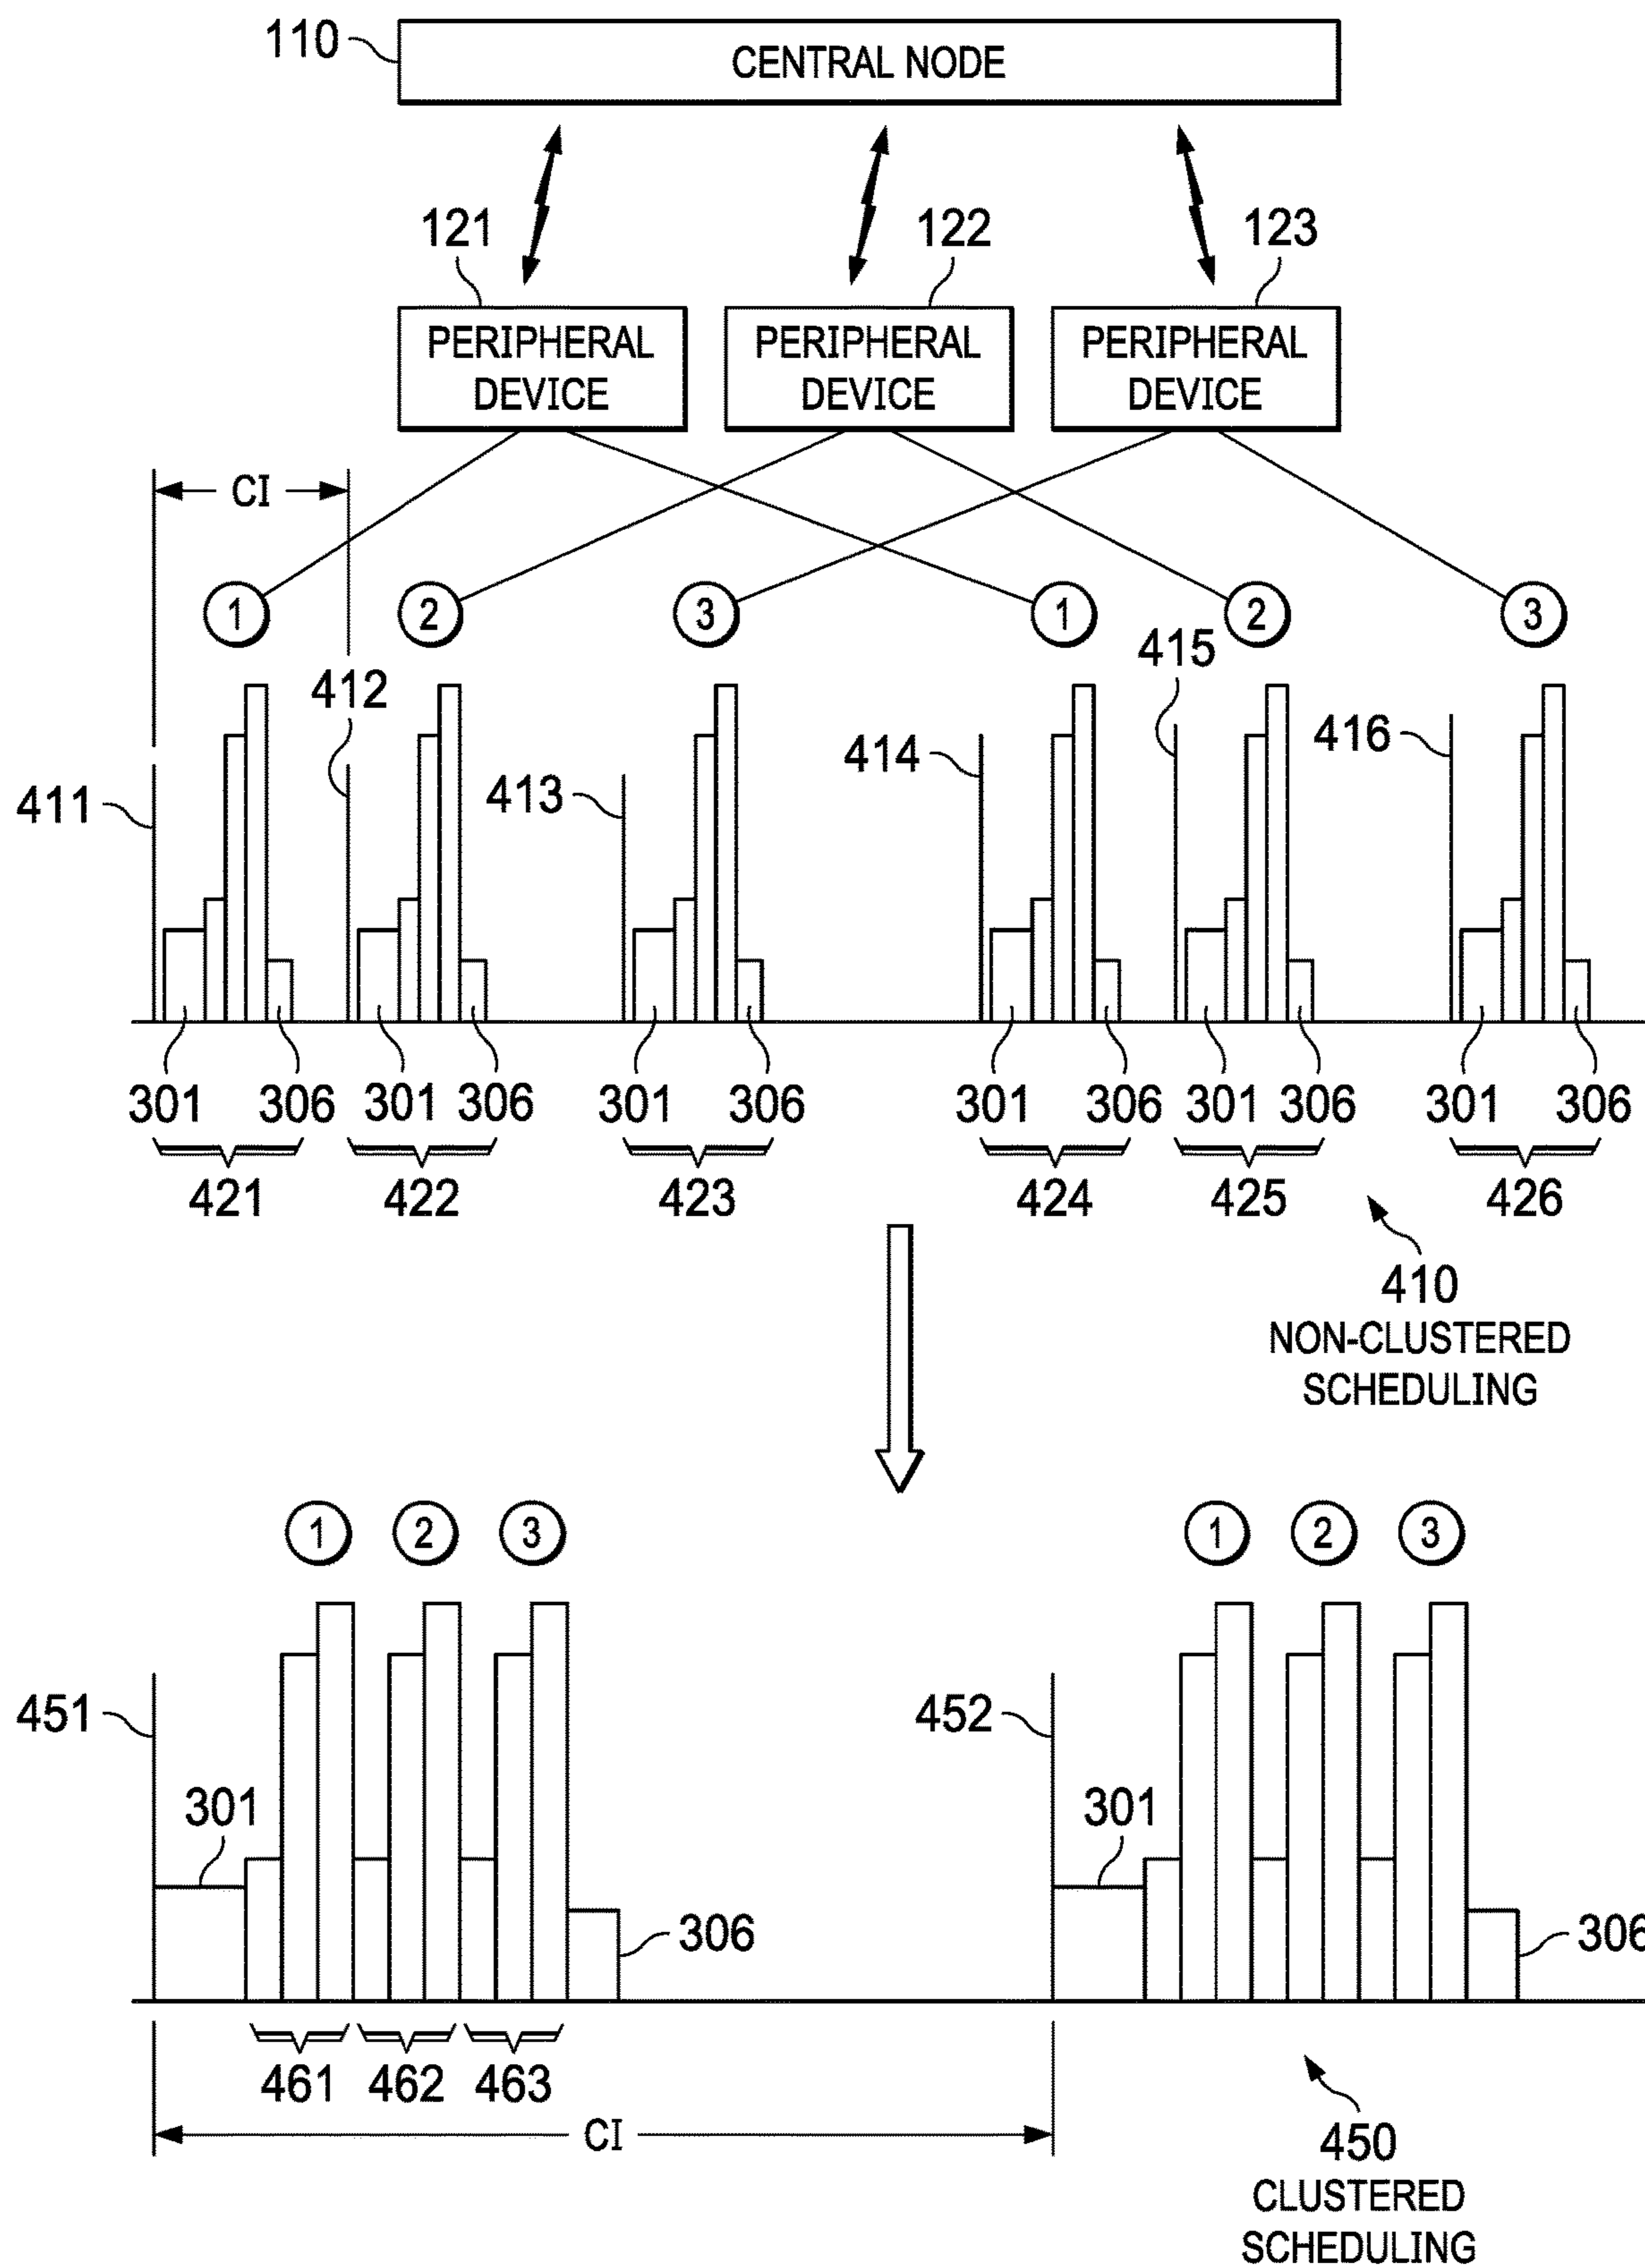 110
CENTRAL NODE
121
122
123
PERIPHERAL
DEVICE
PERIPHERAL
DEVICE
PERIPHERAL
DEVICE
CI
1
2
3
1
2
3
411
412
413
414
415
416
301 306 301 306 301 306 301 306 301 306 301 306
421 422 423 424 425 426
410
NON-CLUSTERED
SCHEDULING
1 2 3 1 2 3
451
452
301
301
306
306
461 462 463
CI
450
CLUSTERED
SCHEDULING